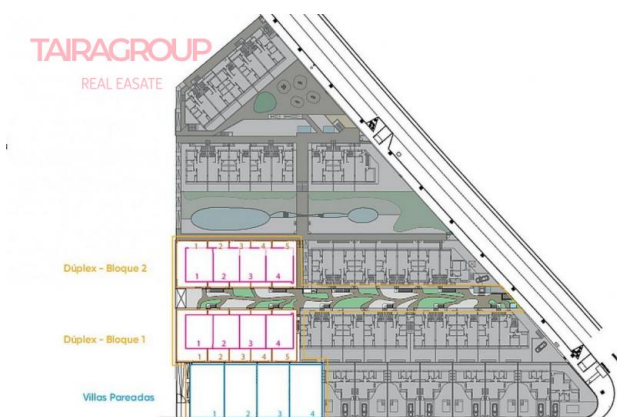 TAIRAGROUP
REAL EASATE
1 2 3 4 5
Dúplex - Bloque 2
1 2 3 4
Dúplex - Bloque 1
1 2 3 4
1 2 3 4 5
Villas Pareadas
1 2 3 4